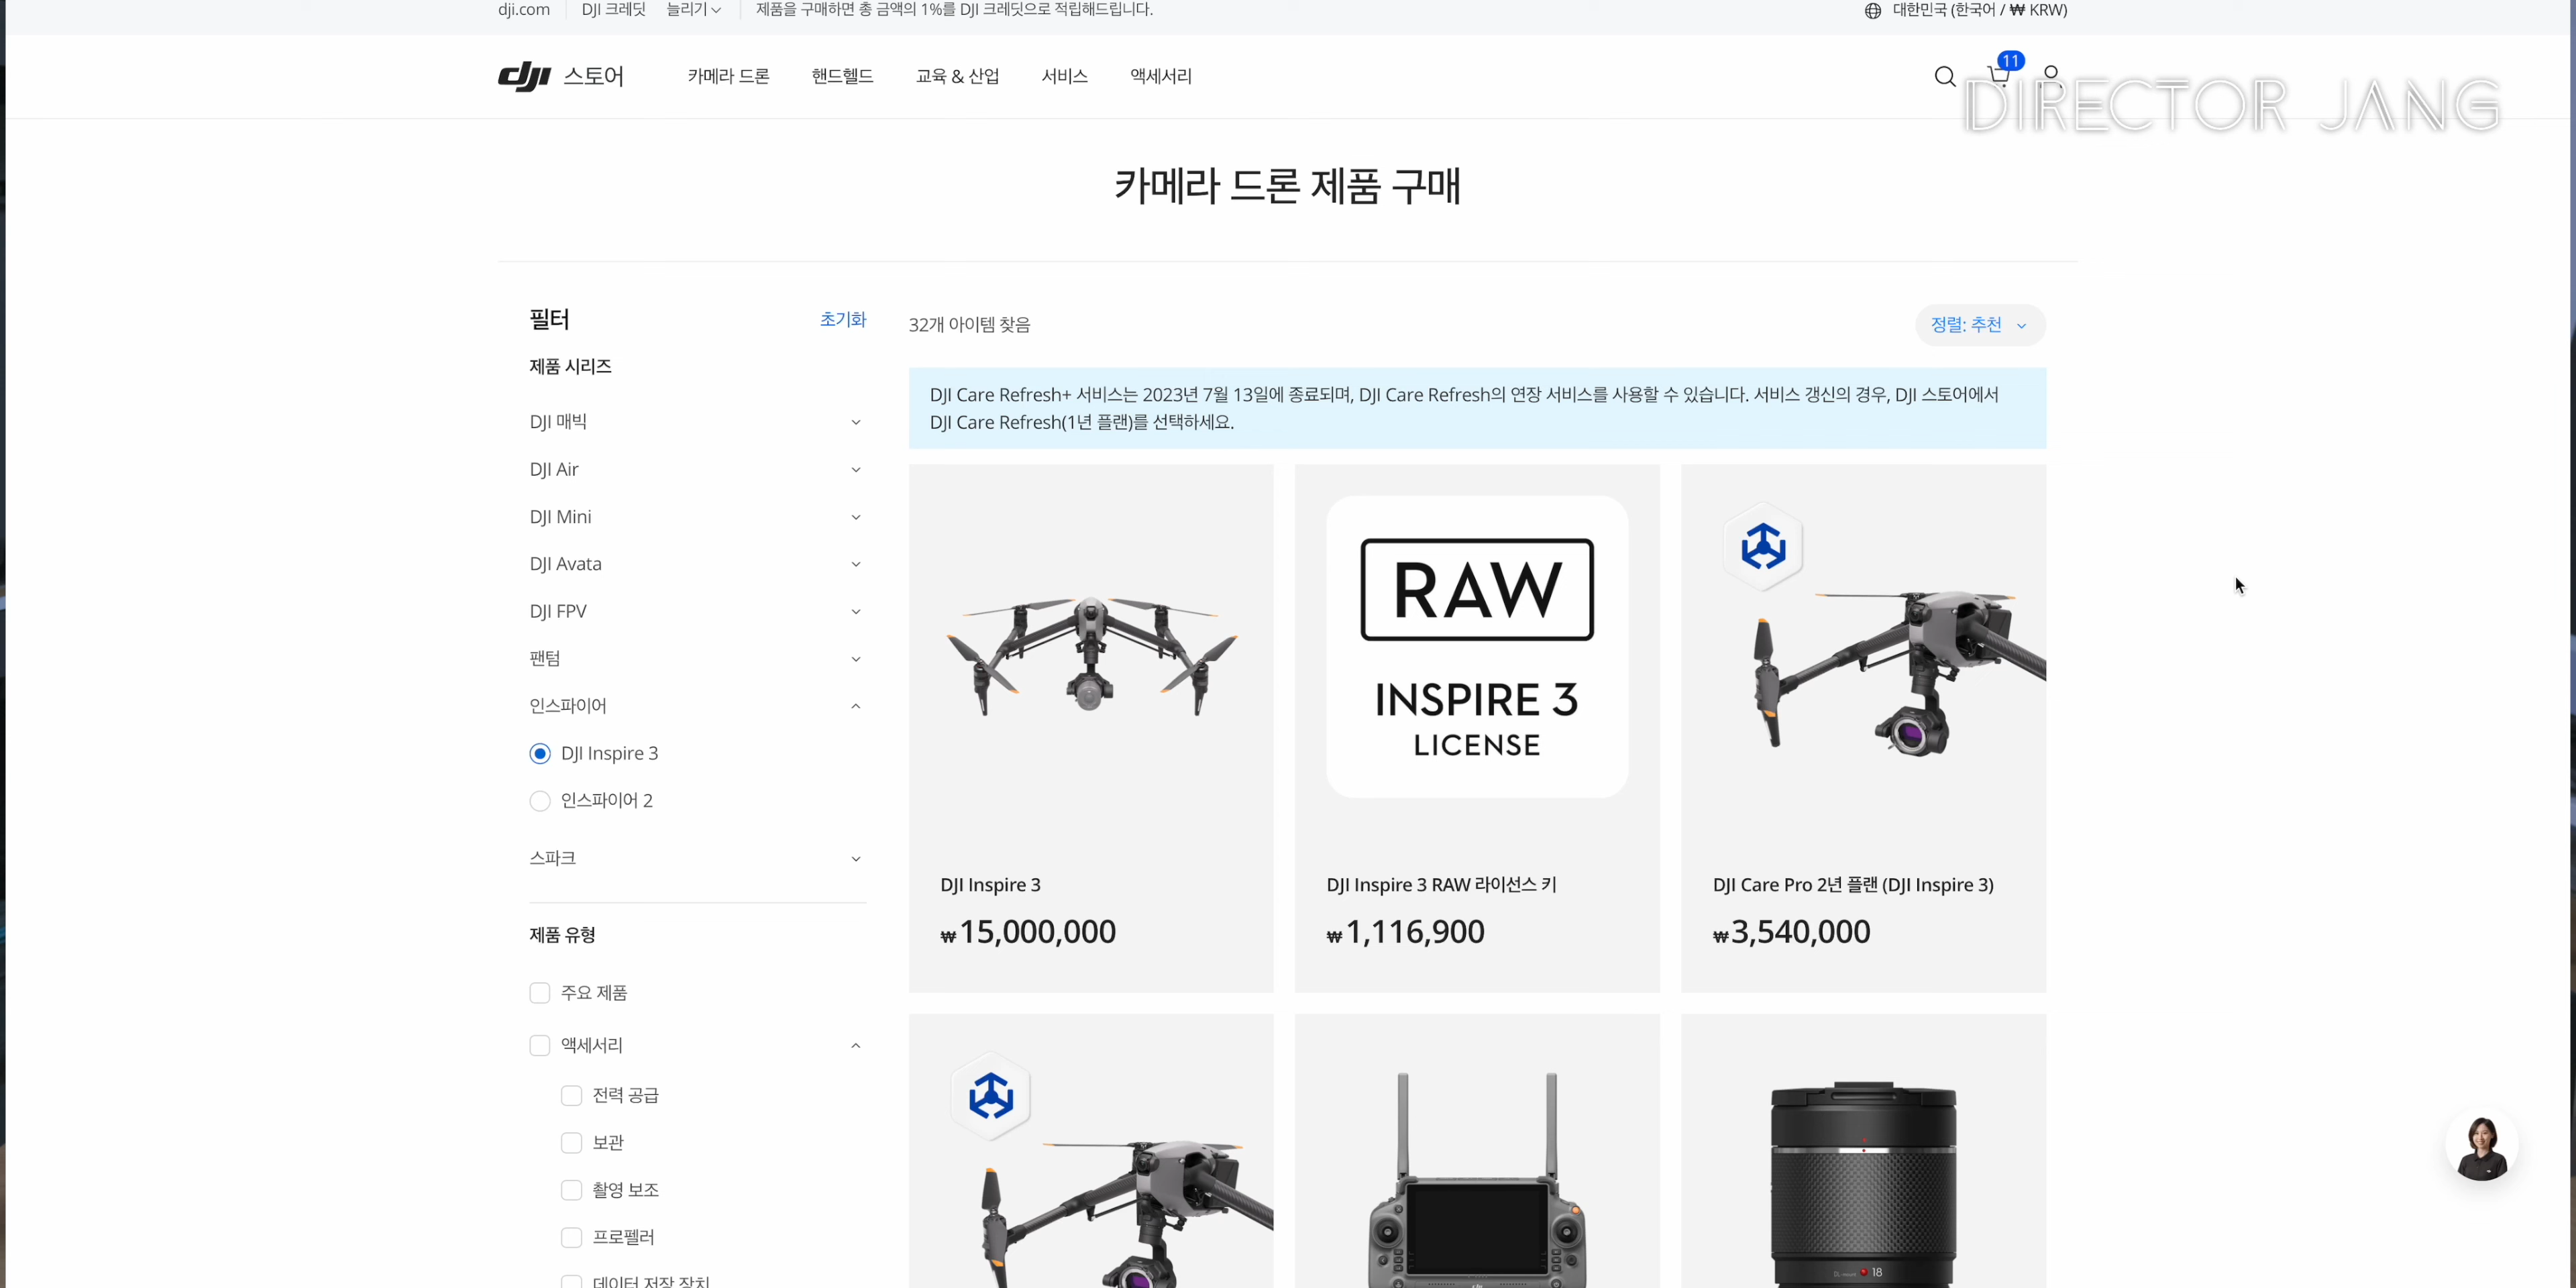 dji.com DJI 크레딧 늘리기 제품을 구매하면 총 금액의 1%를 DJI 크레딧으로 적립해드립니다. 대한민국 (한국어 / ₩ KRW)
dji 스토어 카메라 드론 핸드헬드 교육 & 산업 서비스 액세서리 11
DIRECTOR JANG
카메라 드론 제품 구매
필터 초기화
32개 아이템 찾음 정렬: 추천
제품 시리즈
DJI Care Refresh+ 서비스는 2023년 7월 13일에 종료되며, DJI Care Refresh의 연장 서비스를 사용할 수 있습니다. 서비스 갱신의 경우, DJI 스토어에서
DJI Care Refresh(1년 플랜)를 선택하세요.
DJI 매빅
DJI Air
DJI Mini
DJI Avata
DJI FPV
팬텀
인스파이어
DJI Inspire 3
인스파이어 2
스파크
제품 유형
주요 제품
액세서리
전력 공급
보관
촬영 보조
프로펠러
데이터 저장 장치
RAW
INSPIRE 3
LICENSE
DJI Inspire 3
₩15,000,000
DJI Inspire 3 RAW 라이선스 키
₩1,116,900
DJI Care Pro 2년 플랜 (DJI Inspire 3)
₩3,540,000
18